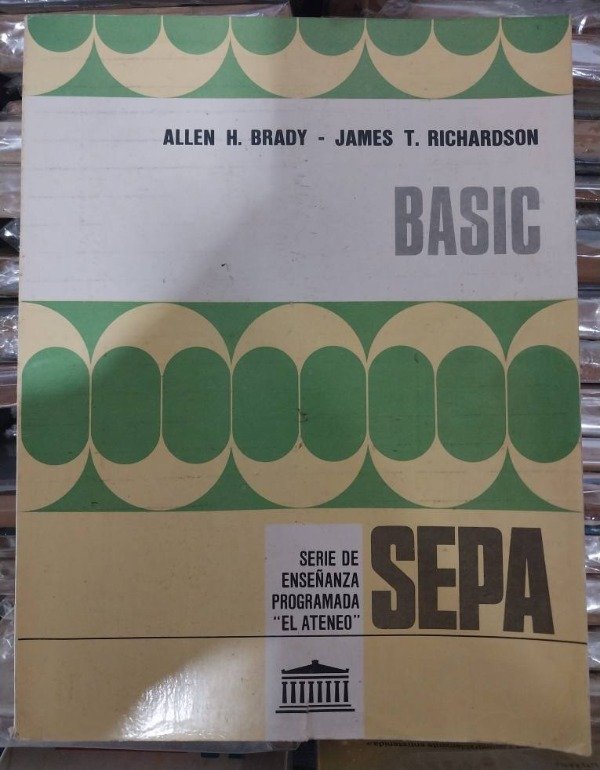 ALLEN H. BRADY - JAMES T. RICHARDSON
BASIC
SERIE DE
ENSEÑANZA
PROGRAMADA
"EL ATENEO"
SEPA